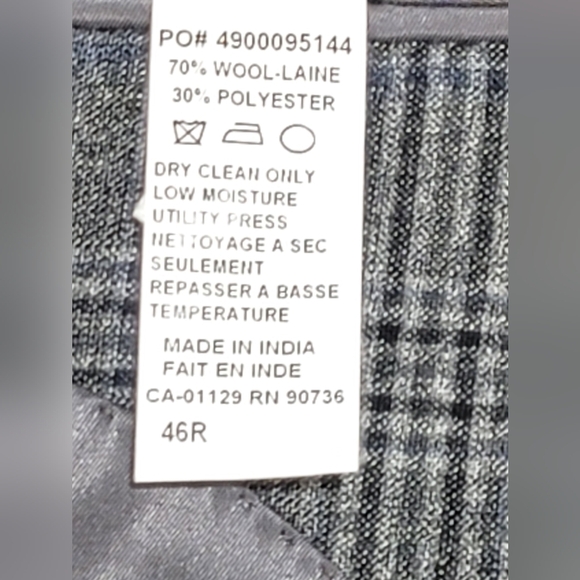 PO# 4900095144
70% WOOL-LAINE
30% POLYESTER
DRY CLEAN ONLY
LOW MOISTURE
UTILITY PRESS
NETTOYAGE A SEC
SEULEMENT
REPASSER A BASSE
TEMPERATURE
MADE IN INDIA
FAIT EN INDE
CA-01129 RN 90736
46R